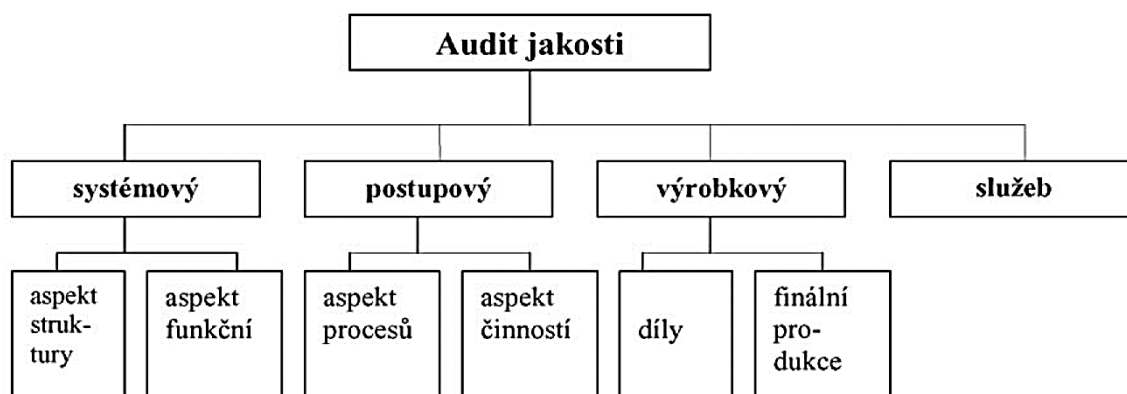 Audit jakosti
systémový
postupový
výrobkový
služeb
aspekt
struk-
tury
aspekt
funkční
aspekt
procesů
aspekt
činností
díly
finální
pro-
dukce